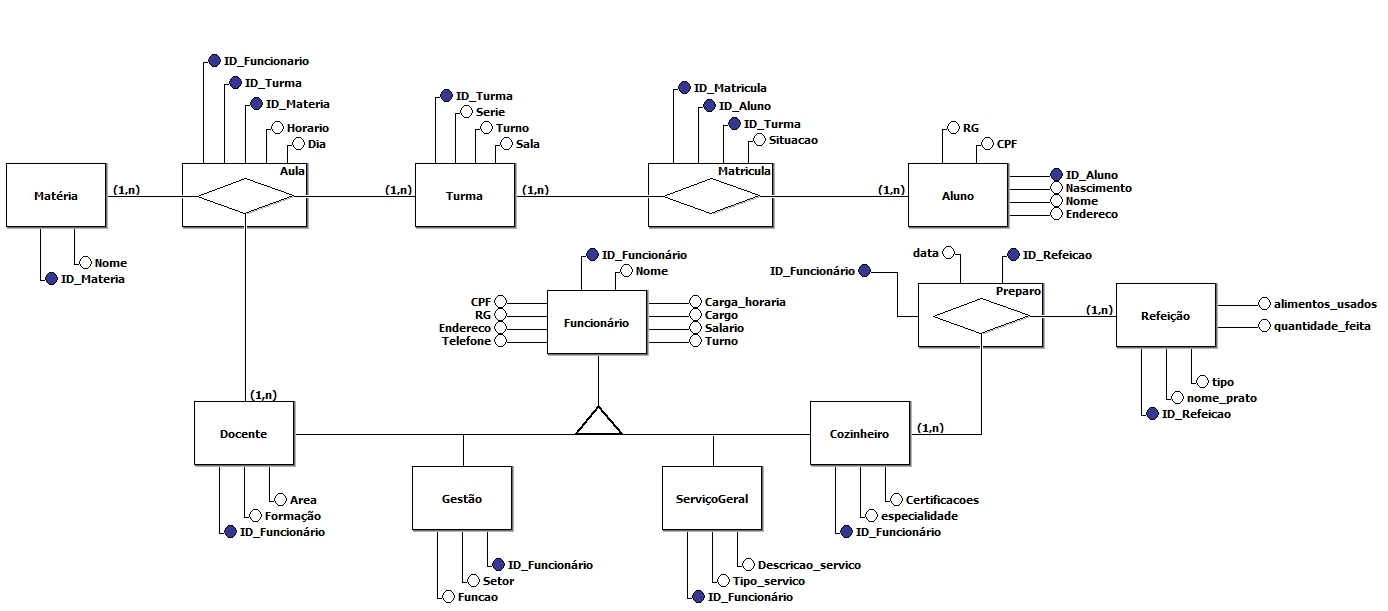 ID_Funcionario
ID_Turma
ID_Materia
Horario
Dia
Aula
Matéria
(1,n)
Nome
ID_Materia
(1,n)
ID_Turma
Serie
Turno
Sala
Turma
(1,n)
ID_Matricula
ID_Aluno
ID_Turma
Situacao
Matricula
(1,n)
RG
CPF
Aluno
ID_Aluno
Nascimento
Nome
Endereco
ID_Funcionário
Nome
CPF
RG
Endereco
Telefone
Funcionário
Carga_horaria
Cargo
Salario
Turno
data
ID_Refeicao
ID_Funcionário
Preparo
(1,n)
Refeição
alimentos_usados
quantidade_feita
tipo
nome_prato
ID_Refeicao
(1,n)
Docente
Area
Formação
ID_Funcionário
Gestão
ID_Funcionário
Setor
Funcao
ServiçoGeral
Descricao_servico
Tipo_servico
ID_Funcionário
Cozinheiro
(1,n)
Certificacoes
especialidade
ID_Funcionário